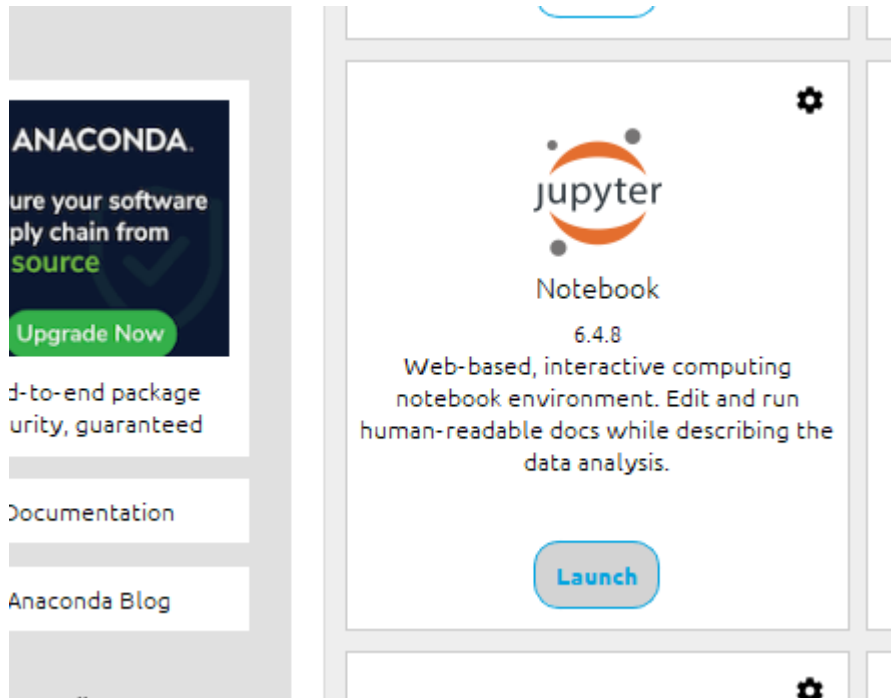 ANACONDA.
ure your software
ply chain from
source
Upgrade Now
d-to-end package
urity, guaranteed
Documentation
Anaconda Blog
jupyter
Notebook
6.4.8
Web-based, interactive computing
notebook environment. Edit and run
human-readable docs while describing the
data analysis.
Launch